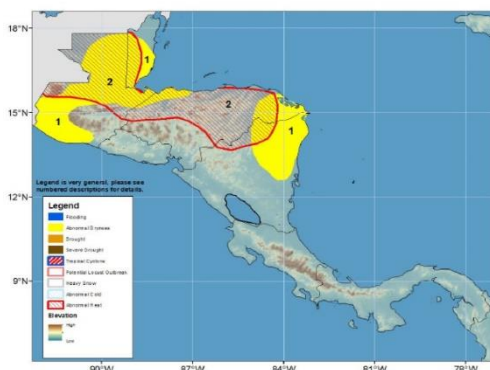 18°N
1
2
15°N
2
1
1
Legend is very general, please see
numbered descriptions for details.
12°N
Legend
Flooding
Abnormal Dryness
Drought
Severe Drought
Tropical Cyclone
Potential Locust Outbreak
Heavy Snow
Abnormal Cold
Abnormal Heat
Elevation
High
Low
9°N
90°W
87°W
84°W
81°W
78°W